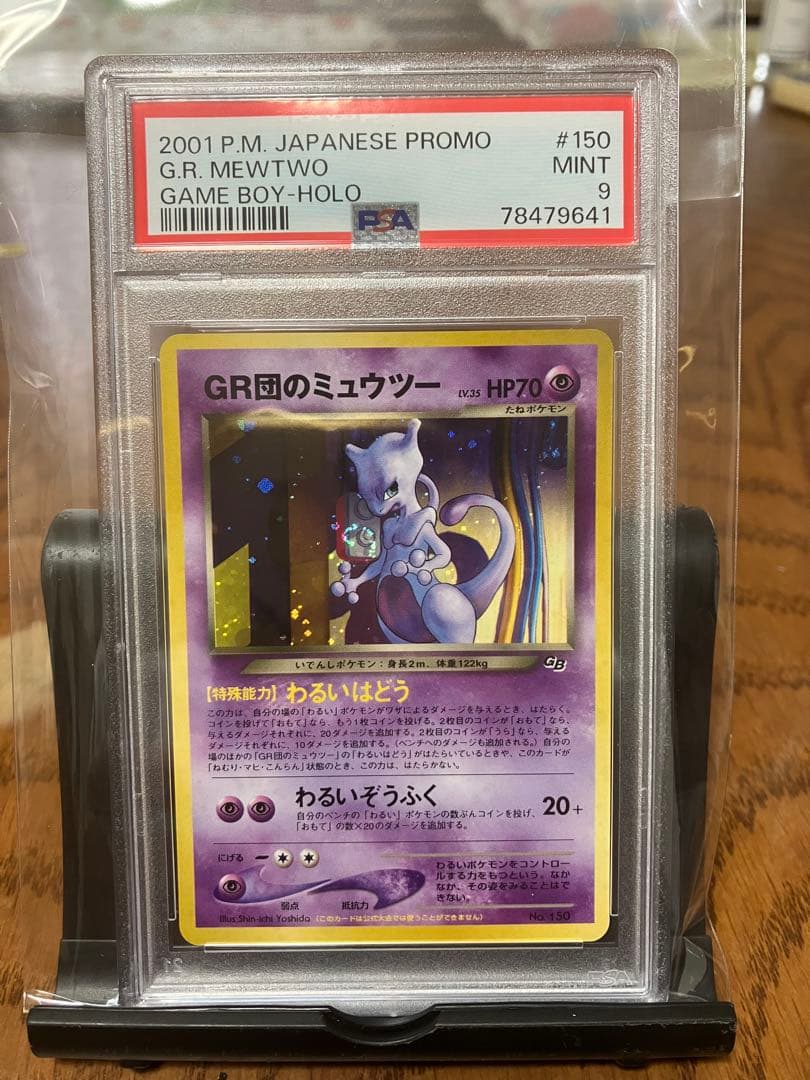 2001 P.M. JAPANESE PROMO #150
G.R. MEWTWO MINT
GAME BOY-HOLO 9
PSA 78479641
GR団のミュウツー LV.35 HP70
たねポケモン
いでんしポケモン：身長2m、体重122kg
GB
【特殊能力】わるいはどう
この力は、自分の場の「わるい」ポケモンがワザによるダメージを与えるとき、はたらく。
コインを投げて「おもて」なら、もう1枚コインを投げる。2枚目のコインが「おもて」なら、
与えるダメージそれぞれに、20ダメージを追加する。2枚目のコインが「うら」なら、与える
ダメージそれぞれに、10ダメージを追加する。（ベンチへのダメージも追加される。）自分の
場のほかの「GR団のミュウツー」の「わるいはどう」がはたらいているときや、このカードが
「ねむり・マヒ・こんらん」状態のとき、この力は、はたらかない。
わるいぞうふく 20+
自分のベンチの「わるい」ポケモンの数ぶんコインを投げ、
「おもて」の数×20のダメージを追加する。
にげる
弱点 抵抗力
わるいポケモンをコントロー
ルする力をもつという。なか
なか、その姿をみることはで
きない。
Illus. Shin-ichi Yoshida （このカードは公式大会では使うことができません） No. 150
PSA